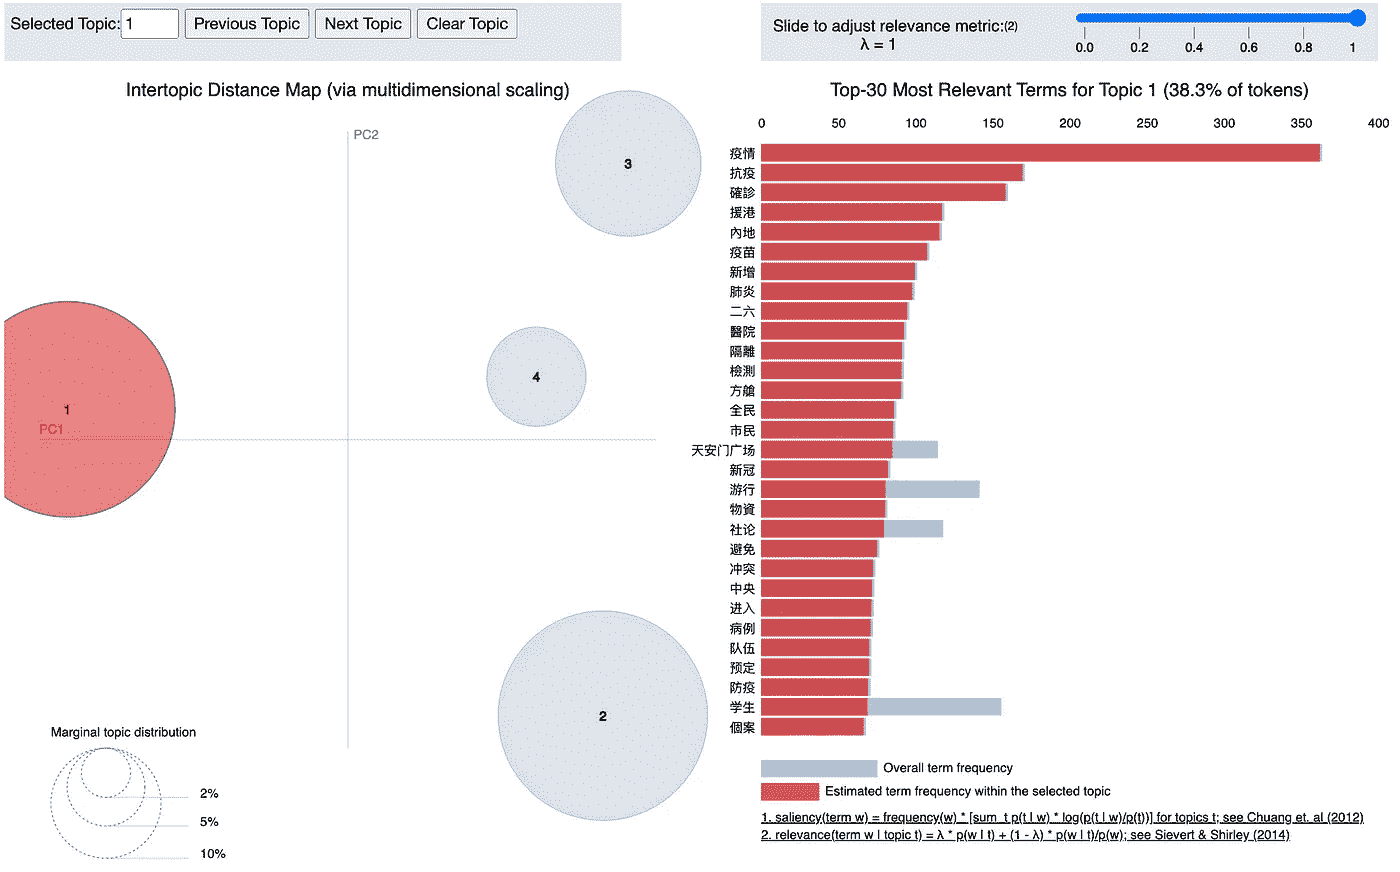 Selected Topic: 1 Previous Topic Next Topic Clear Topic
Slide to adjust relevance metric:(2)
λ = 1
0.0 0.2 0.4 0.6 0.8 1
Intertopic Distance Map (via multidimensional scaling)
PC2
3
4
1
PC1
2
Marginal topic distribution
2%
5%
10%
Top-30 Most Relevant Terms for Topic 1 (38.3% of tokens)
0 50 100 150 200 250 300 350 400
疫情
抗疫
確診
援港
內地
疫苗
新增
肺炎
二六
醫院
隔離
檢測
方艙
全民
市民
天安门广场
新冠
游行
物資
社论
避免
冲突
中央
进入
病例
队伍
预定
防疫
学生
個案
Overall term frequency
Estimated term frequency within the selected topic
1. saliency(term w) = frequency(w) * [sum_t p(t | w) * log(p(t | w)/p(t))] for topics t; see Chuang et. al (2012)
2. relevance(term w | topic t) = λ * p(w | t) + (1 - λ) * p(w | t)/p(w); see Sievert & Shirley (2014)